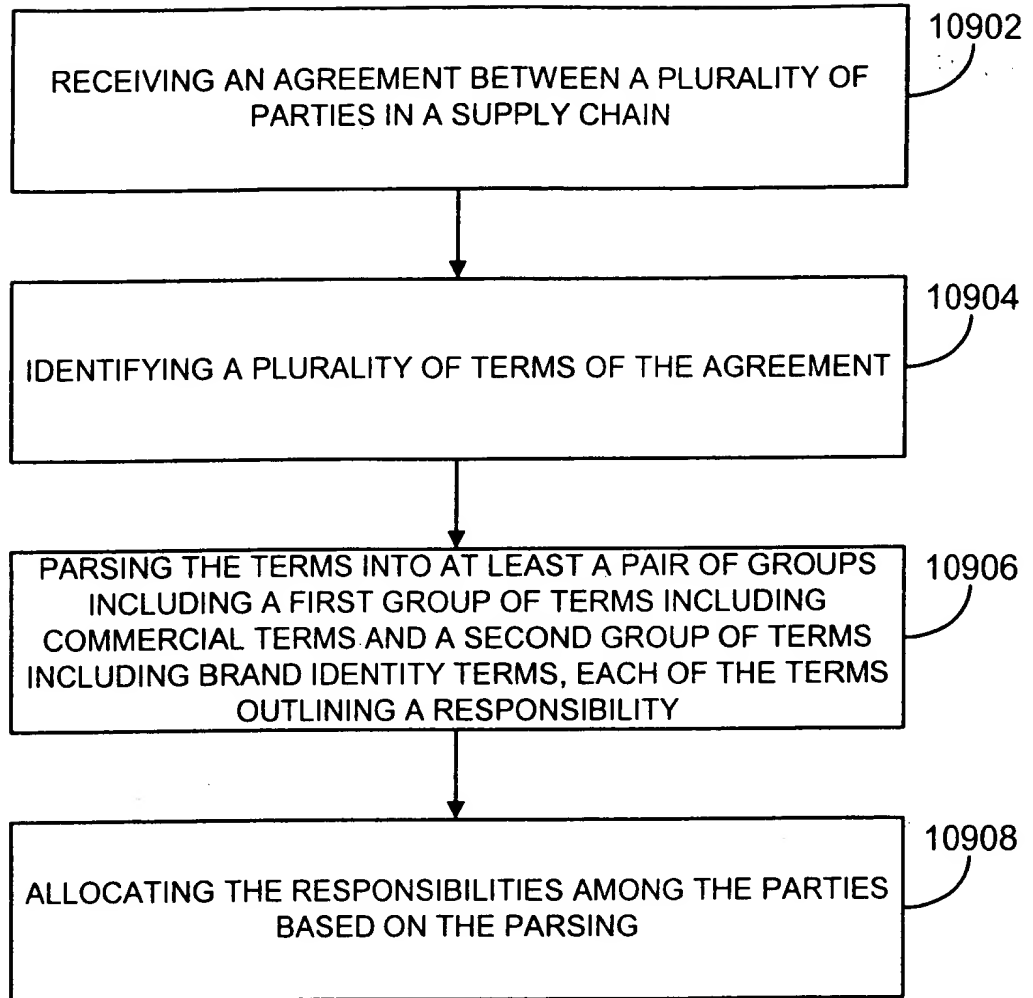 10902
RECEIVING AN AGREEMENT BETWEEN A PLURALITY OF
PARTIES IN A SUPPLY CHAIN
10904
IDENTIFYING A PLURALITY OF TERMS OF THE AGREEMENT
10906
PARSING THE TERMS INTO AT LEAST A PAIR OF GROUPS
INCLUDING A FIRST GROUP OF TERMS INCLUDING
COMMERCIAL TERMS AND A SECOND GROUP OF TERMS
INCLUDING BRAND IDENTITY TERMS, EACH OF THE TERMS
OUTLINING A RESPONSIBILITY
10908
ALLOCATING THE RESPONSIBILITIES AMONG THE PARTIES
BASED ON THE PARSING